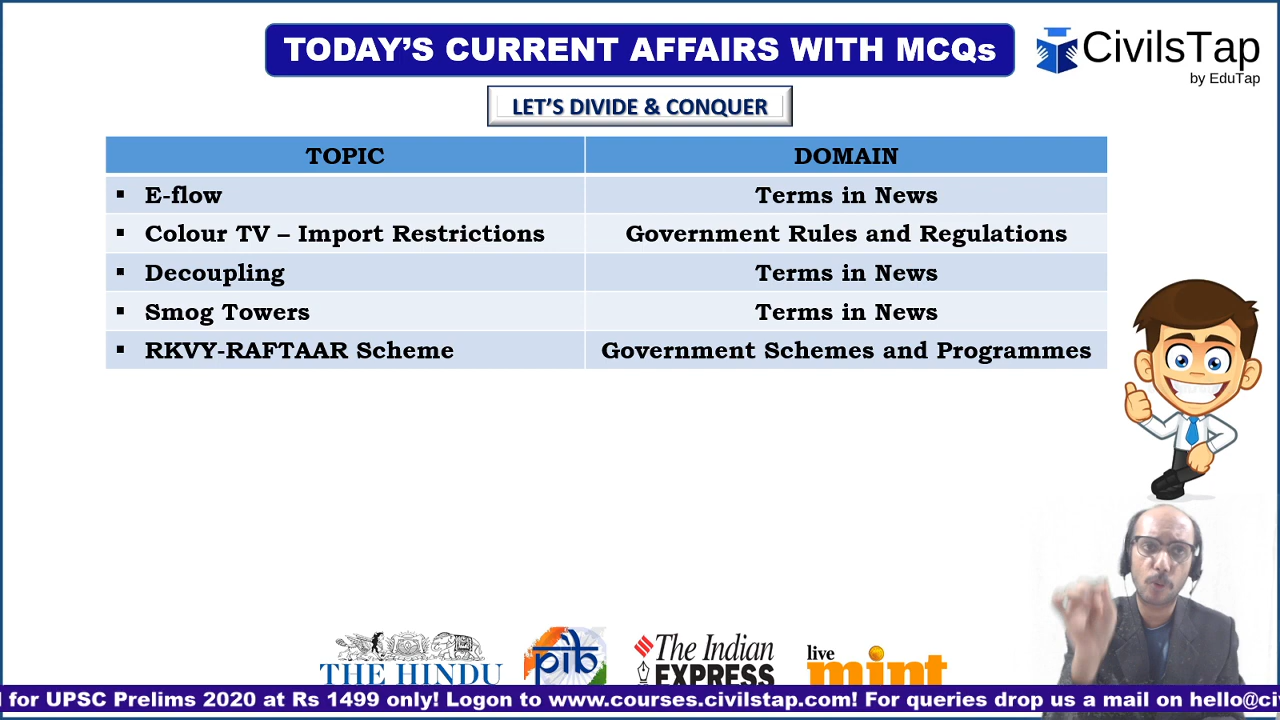 TODAY'S CURRENT AFFAIRS WITH MCQs
CivilsTap
by EduTap
LET'S DIVIDE & CONQUER
TOPIC DOMAIN
▪ E-flow Terms in News
▪ Colour TV – Import Restrictions Government Rules and Regulations
▪ Decoupling Terms in News
▪ Smog Towers Terms in News
▪ RKVY-RAFTAAR Scheme Government Schemes and Programmes
THE HINDU
pib
The Indian
EXPRESS
live
mint
for UPSC Prelims 2020 at Rs 1499 only! Logon to www.courses.civilstap.com! For queries drop us a mail on hello@ci